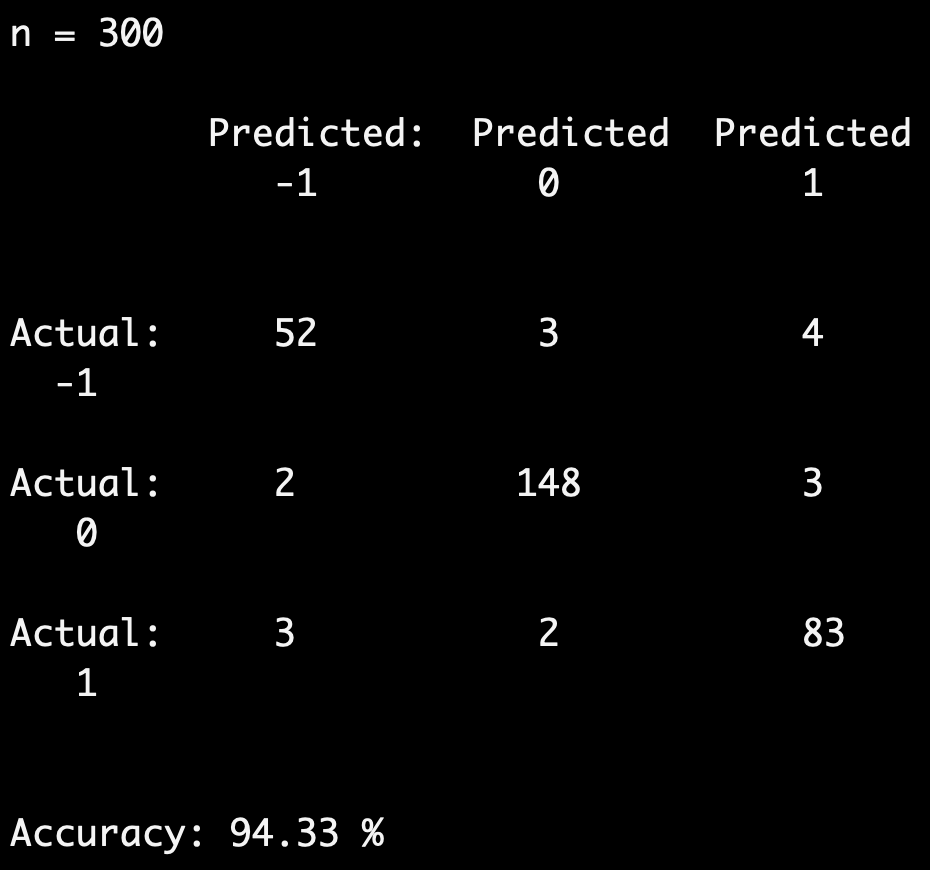 n = 300
Predicted: Predicted Predicted
-1 0 1
Actual: 52 3 4
-1
Actual: 2 148 3
0
Actual: 3 2 83
1
Accuracy: 94.33 %